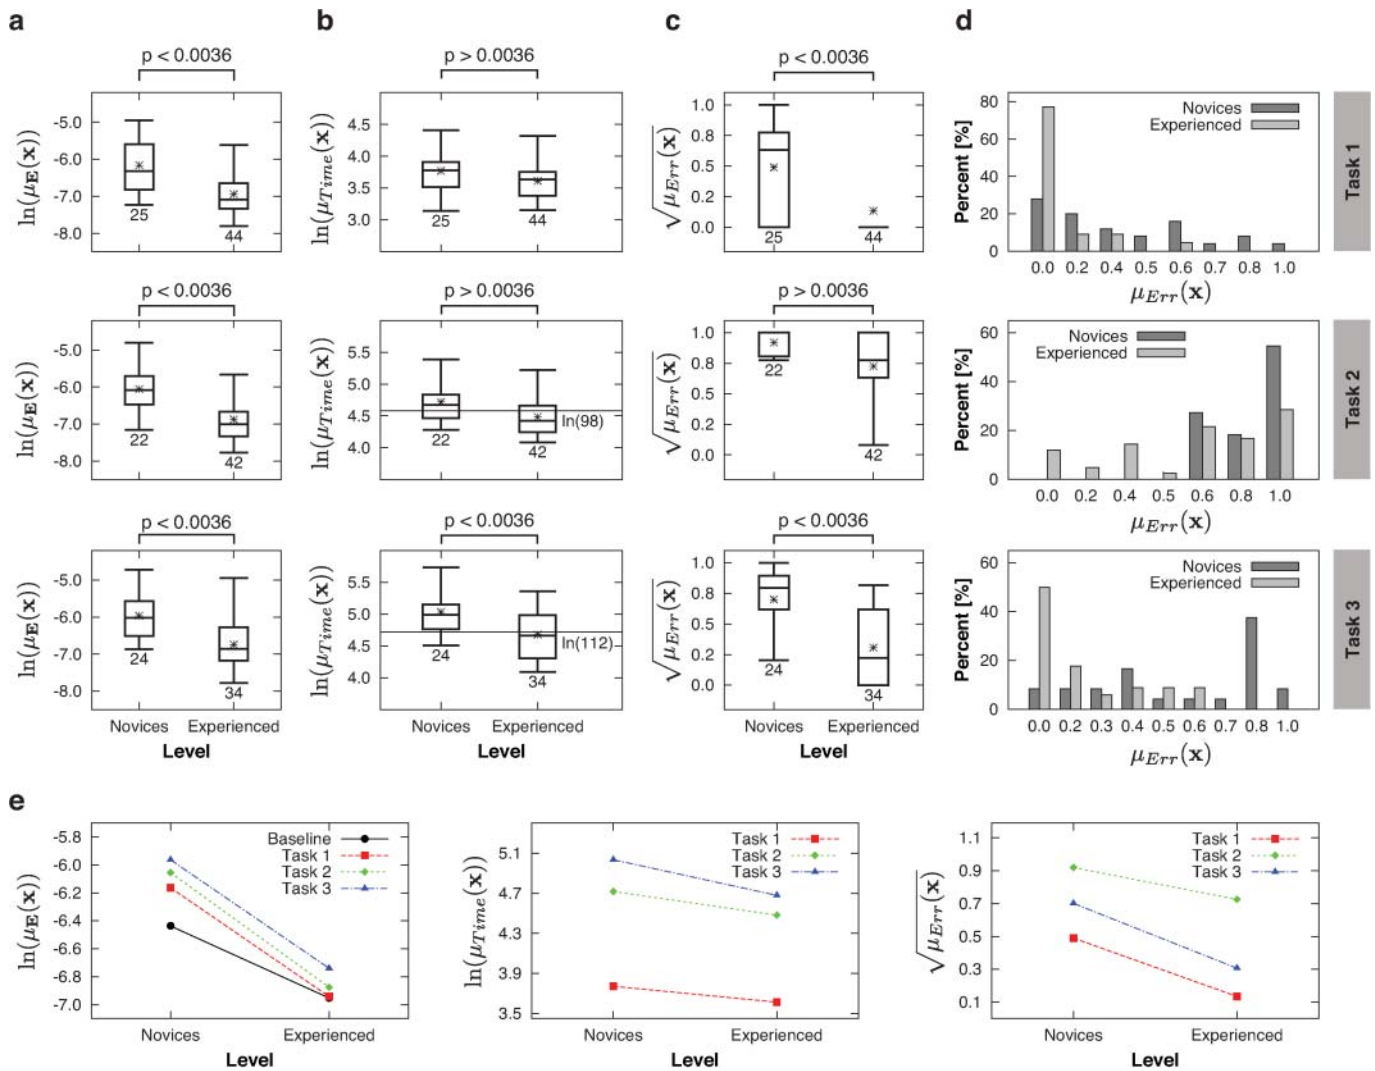 a
b
c
d
p < 0.0036
p > 0.0036
p < 0.0036
ln(μE(x))
-5.0
-6.0
-7.0
-8.0
25
44
ln(μTime(x))
4.5
4.0
3.5
3.0
25
44
√μErr(x)
1.0
0.8
0.5
0.2
0.0
25
44
Percent [%]
80
60
40
20
0
Novices
Experienced
0.0 0.2 0.4 0.5 0.6 0.7 0.8 1.0
μErr(x)
Task 1
p < 0.0036
p > 0.0036
p > 0.0036
ln(μE(x))
-5.0
-6.0
-7.0
-8.0
22
42
ln(μTime(x))
5.5
5.0
4.5
4.0
22
42
ln(98)
√μErr(x)
1.0
0.8
0.5
0.2
0.0
22
42
Percent [%]
60
40
20
0
Novices
Experienced
0.0 0.2 0.4 0.5 0.6 0.8 1.0
μErr(x)
Task 2
p < 0.0036
p < 0.0036
p < 0.0036
ln(μE(x))
-5.0
-6.0
-7.0
-8.0
24
34
Novices Experienced
Level
ln(μTime(x))
5.5
5.0
4.5
4.0
24
34
ln(112)
Novices Experienced
Level
√μErr(x)
1.0
0.8
0.5
0.2
0.0
24
34
Novices Experienced
Level
Percent [%]
60
40
20
0
Novices
Experienced
0.0 0.2 0.3 0.4 0.5 0.6 0.7 0.8 1.0
μErr(x)
Task 3
e
ln(μE(x))
-5.8
-6.0
-6.2
-6.4
-6.6
-6.8
-7.0
Baseline
Task 1
Task 2
Task 3
Novices Experienced
Level
ln(μTime(x))
5.1
4.7
4.3
3.9
3.5
Task 1
Task 2
Task 3
Novices Experienced
Level
√μErr(x)
1.1
0.9
0.7
0.5
0.3
0.1
Task 1
Task 2
Task 3
Novices Experienced
Level